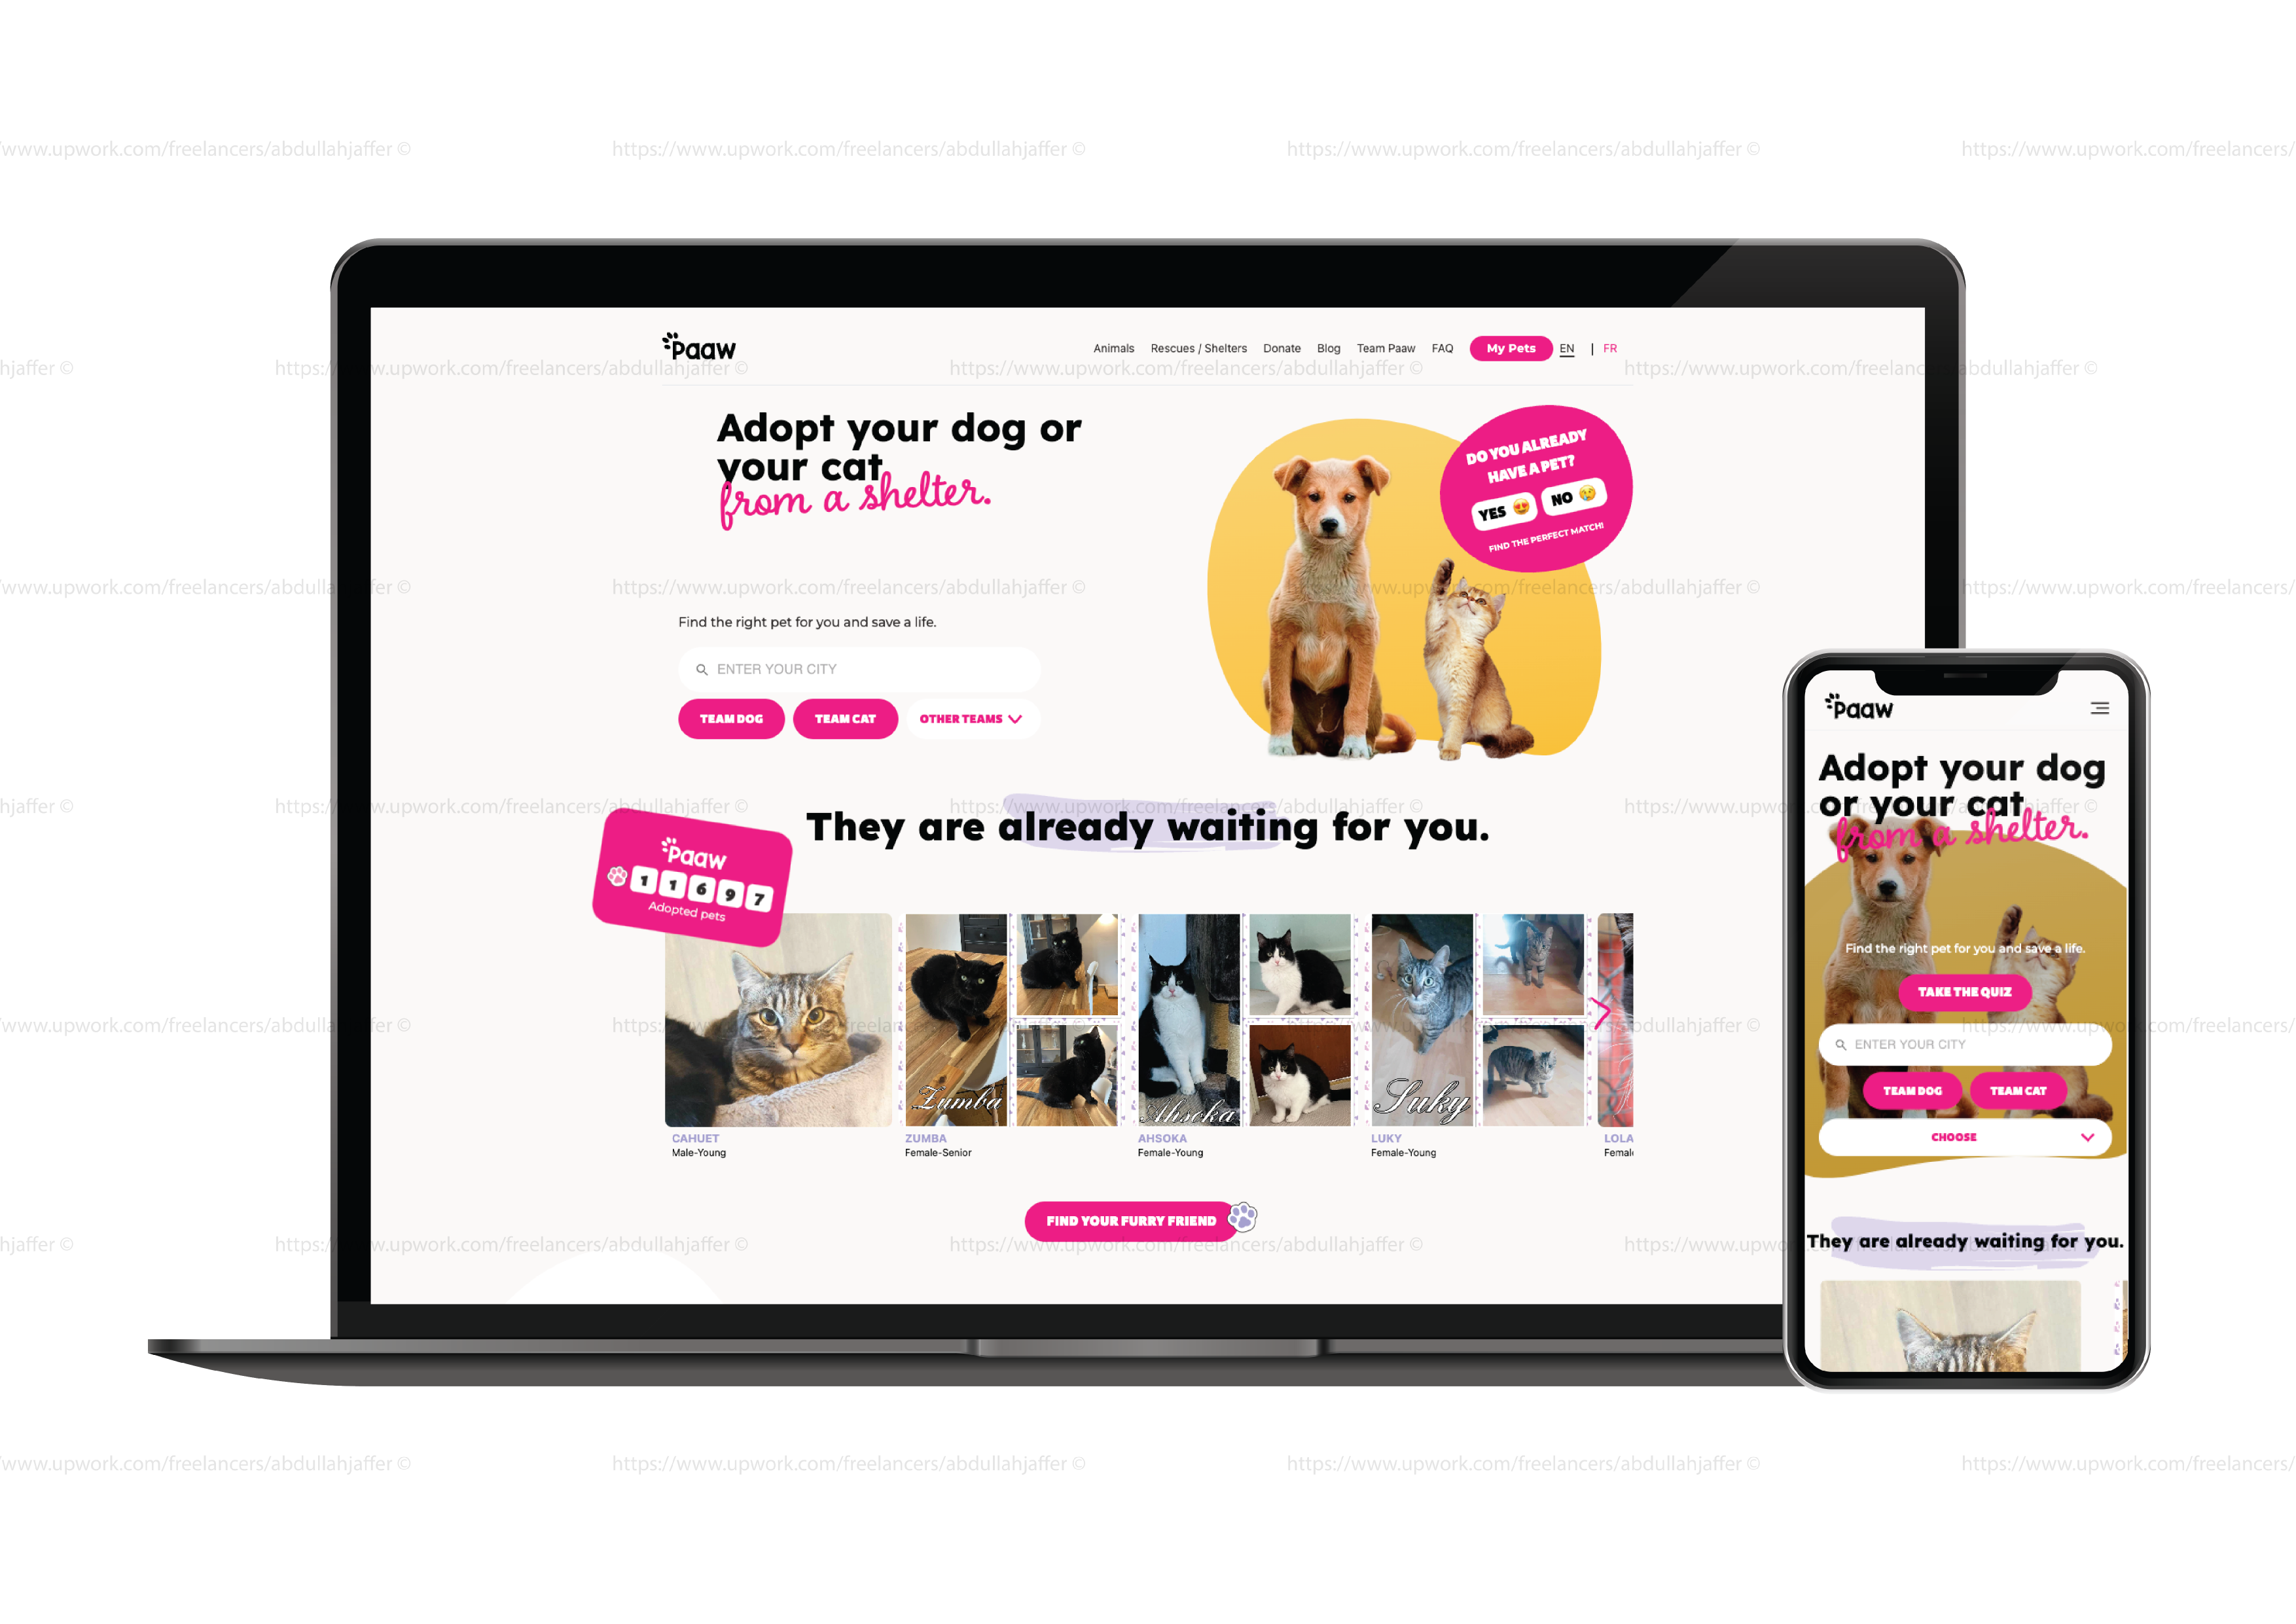 www.upwork.com/freelancers/abdullahjaffer © https://www.upwork.com/freelancers/abdullahjaffer © https://www.upwork.com/freelancers/abdullahjaffer © https://www.upwork.com/freelancers/
Paaw
Animals Rescues / Shelters Donate Blog Team Paaw FAQ My Pets EN | FR
Adopt your dog or
your cat
from a shelter.
DO YOU ALREADY
HAVE A PET?
YES 😍 NO 😢
FIND THE PERFECT MATCH!
Find the right pet for you and save a life.
ENTER YOUR CITY
TEAM DOG TEAM CAT OTHER TEAMS
They are already waiting for you.
Paaw
11697
Adopted pets
Zumba
Ahsoka
Suky
CAHUET ZUMBA AHSOKA LUKY LOLA
Male-Young Female-Senior Female-Young Female-Young Femal
FIND YOUR FURRY FRIEND
Paaw
Adopt your dog
or your cat
from a shelter.
Find the right pet for you and save a life.
TAKE THE QUIZ
ENTER YOUR CITY
TEAM DOG TEAM CAT
CHOOSE
They are already waiting for you.
www.upwork.com/freelancers/abdullahjaffer © https://www.upwork.com/freelancers/abdullahjaffer © https://www.upwork.com/freelancers/abdullahjaffer © https://www.upwork.com/freelancers/